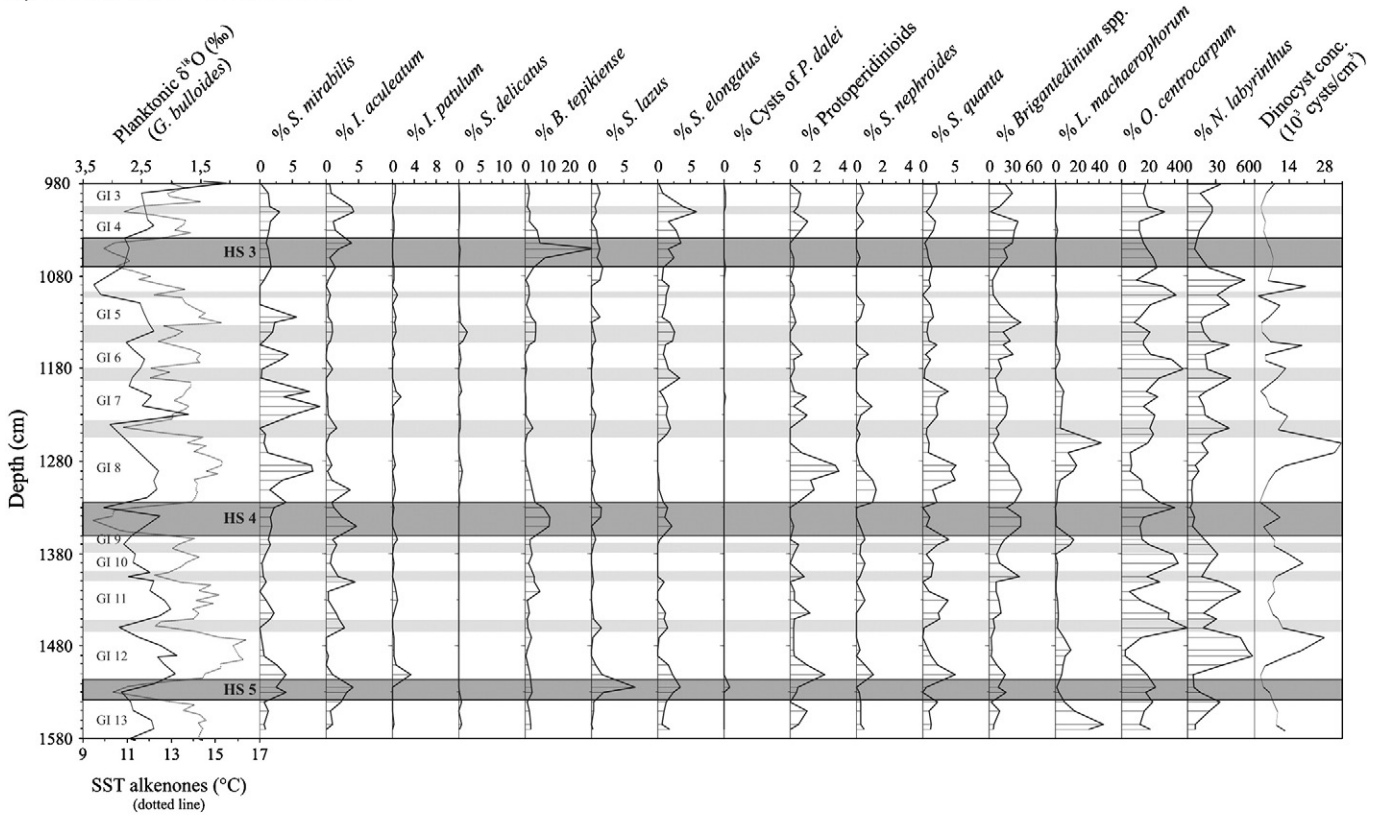 Planktonic δ¹⁸O (‰)
(G. bulloides)
% S. mirabilis
% I. aculeatum
% I. patulum
% S. delicatus
% B. tepikiense
% S. lazus
% S. elongatus
% Cysts of P. dalei
% Protoperidinioids
% S. nephroides
% S. quanta
% Brigantedinium spp.
% L. machaerophorum
% O. centrocarpum
% N. labyrinthus
Dinocyst conc.
(10³ cysts/cm³)
3,5 2,5 1,5 0 5 0 5 0 4 8 0 5 10 0 10 20 0 5 0 5 0 5 0 2 4 0 2 4 0 5 0 30 60 0 20 40 0 20 40 0 30 60 0 14 28
980
GI 3
GI 4
HS 3
1080
GI 5
GI 6
1180
GI 7
GI 8
1280
HS 4
GI 9
1380
GI 10
GI 11
1480
GI 12
HS 5
GI 13
1580
Depth (cm)
9 11 13 15 17
SST alkenones (°C)
(dotted line)